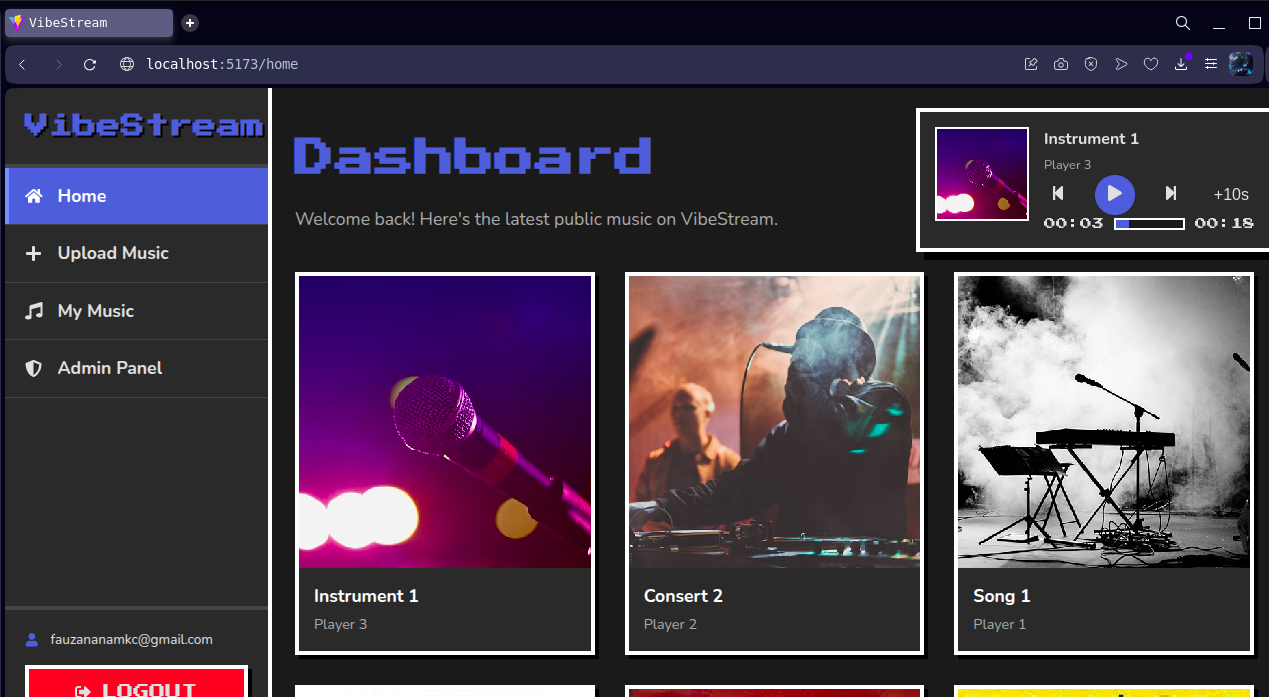 VibeStream
localhost:5173/home
VibeStream
Home
Upload Music
My Music
Admin Panel
fauzananamkc@gmail.com
LOGOUT
Dashboard
Welcome back! Here's the latest public music on VibeStream.
Instrument 1
Player 3
+10s
00:03
00:18
Instrument 1
Player 3
Consert 2
Player 2
Song 1
Player 1